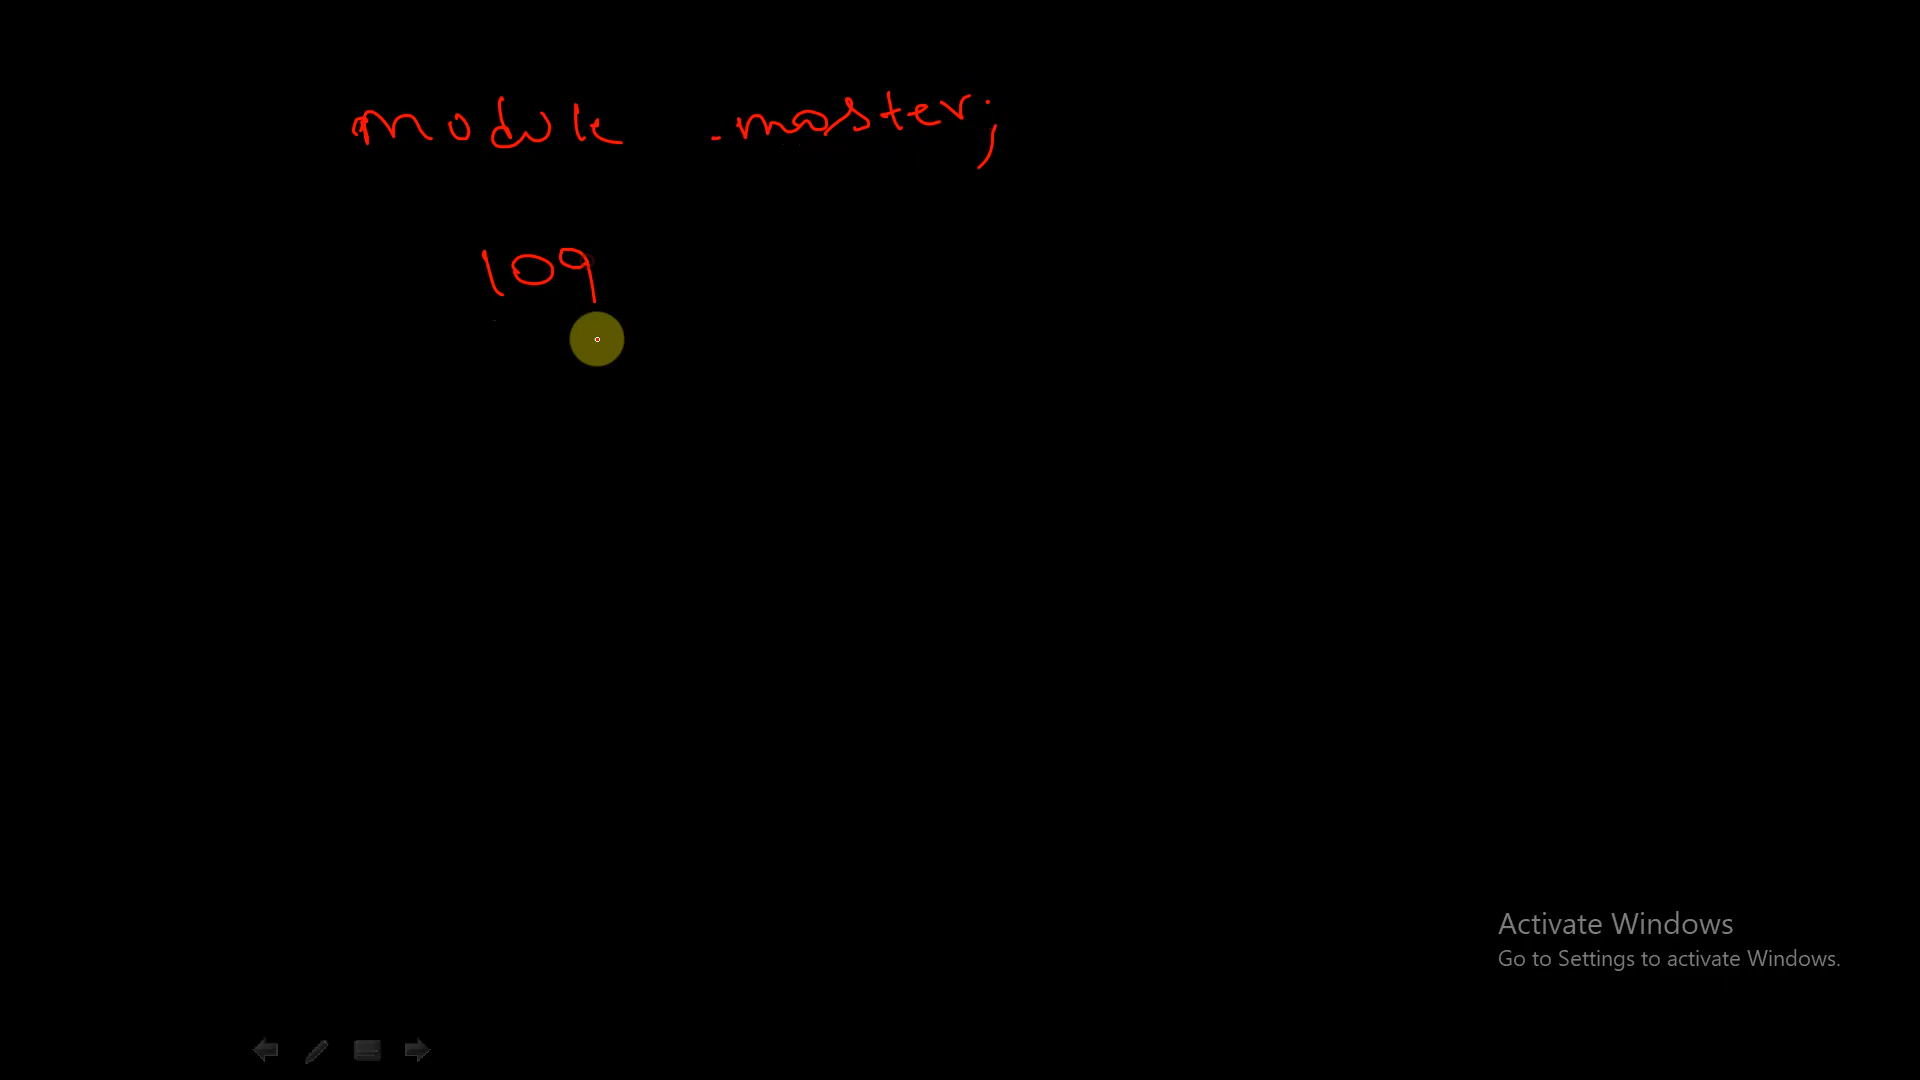 module master;
109
Activate Windows
Go to Settings to activate Windows.